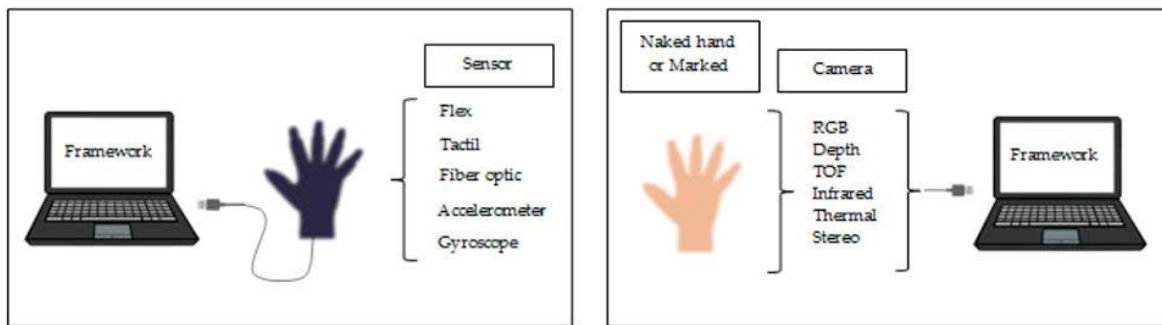 Sensor
Framework
Flex
Tactil
Fiber optic
Accelerometer
Gyroscope
Naked hand
or Marked
Camera
RGB
Depth
TOF
Infrared
Thermal
Stereo
Framework